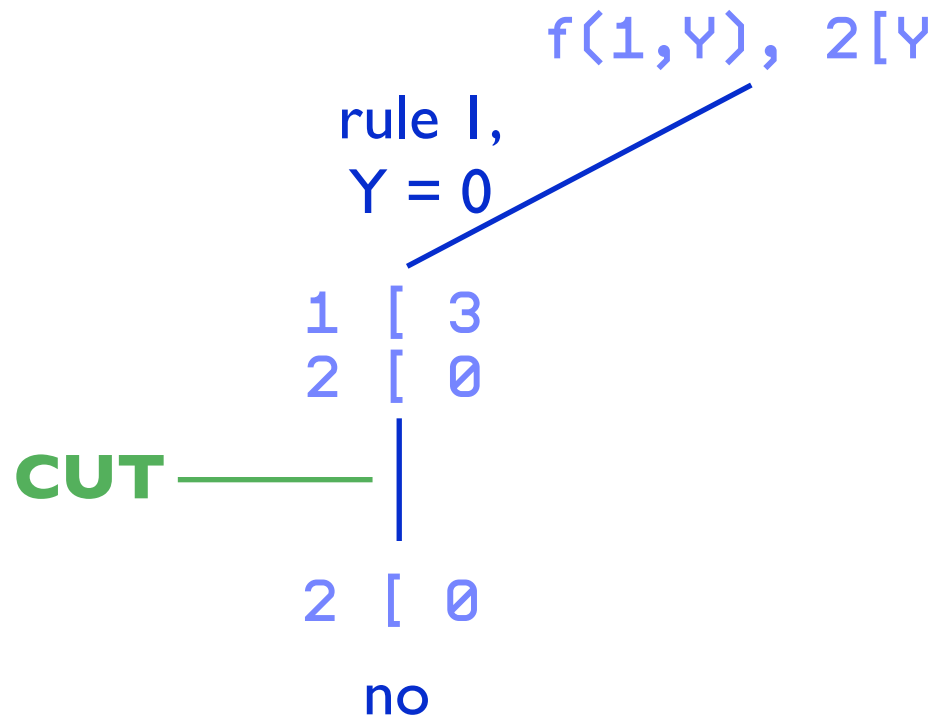 f(1,Y), 2[Y
rule 1,
Y = 0
1 [ 3
2 [ 0
CUT
2 [ 0
no